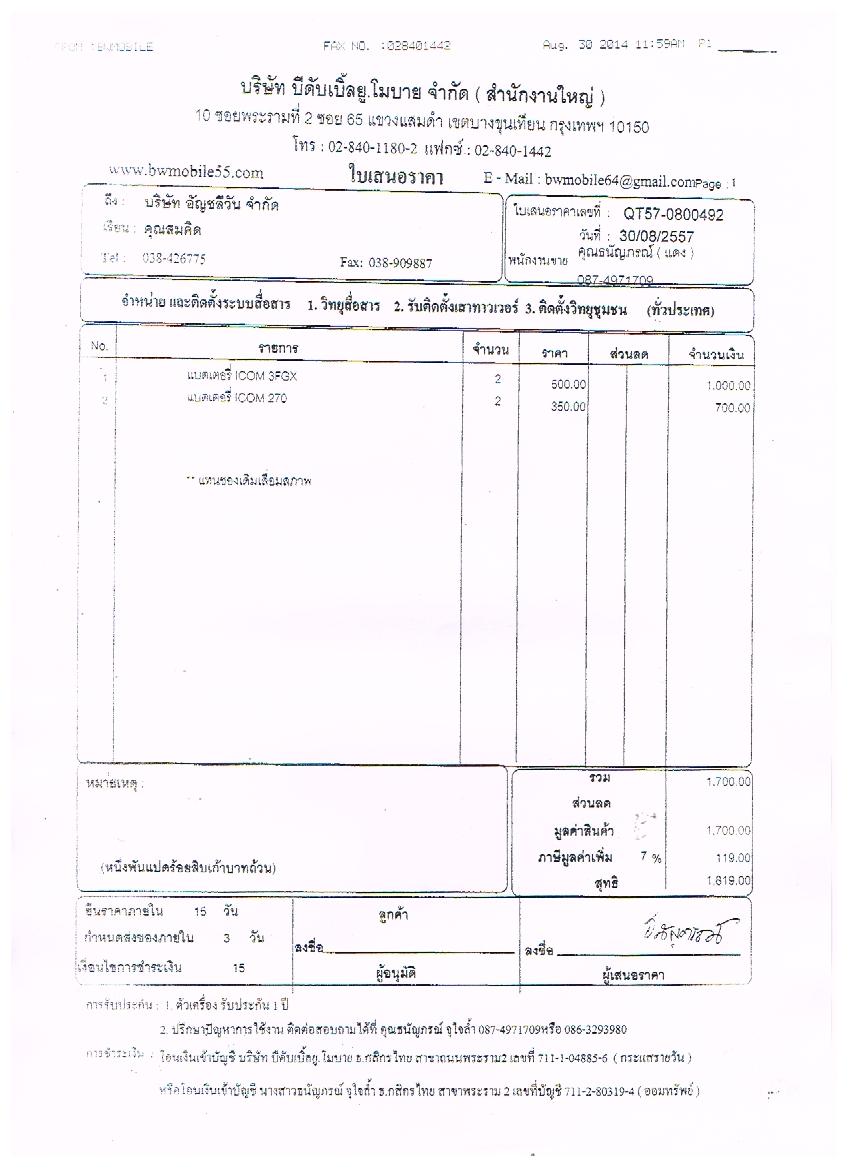 FROM :BWMOBILE FAX NO. :028401442 Aug. 30 2014 11:59AM P1
บริษัท บีดับเบิ้ลยู.โมบาย จำกัด ( สำนักงานใหญ่ )
10 ซอยพระรามที่ 2 ซอย 65 แขวงแสมดำ เขตบางขุนเทียน กรุงเทพฯ 10150
โทร : 02-840-1180-2 แฟกซ์ : 02-840-1442
www.bwmobile55.com ใบเสนอราคา E - Mail : bwmobile64@gmail.com Page : 1
ถึง : บริษัท อัญชลีวัน จำกัด
เรียน : คุณสมคิด
Tel : 038-426775 Fax: 038-909887
ใบเสนอราคาเลขที่ : QT57-0800492
วันที่ : 30/08/2557
พนักงานขาย คุณธนัญภรณ์ ( แดง )
087-4971709
จำหน่าย และติดตั้งระบบสื่อสาร 1. วิทยุสื่อสาร 2. รับติดตั้งเสาทาวเวอร์ 3. ติดตั้งวิทยุชุมชน (ทั่วประเทศ)
No. รายการ จำนวน ราคา ส่วนลด จำนวนเงิน
1 แบตเตอรี่ ICOM 3FGX 2 500.00 1,000.00
2 แบตเตอรี่ ICOM 270 2 350.00 700.00
** แทนของเดิมเสื่อมสภาพ
หมายเหตุ :
(หนึ่งพันแปดร้อยสิบเก้าบาทถ้วน)
รวม 1,700.00
ส่วนลด
มูลค่าสินค้า 1,700.00
ภาษีมูลค่าเพิ่ม 7 % 119.00
สุทธิ 1,819.00
ยืนราคาภายใน 15 วัน
กำหนดส่งของภายใน 3 วัน
เงื่อนไขการชำระเงิน 15
ลูกค้า
ลงชื่อ
ผู้อนุมัติ
ลงชื่อ
ผู้เสนอราคา
การรับประกัน : 1. ตัวเครื่อง รับประกัน 1 ปี
2. ปรึกษาปัญหาการใช้งาน ติดต่อสอบถามได้ที่ คุณธนัญภรณ์ จูใจล้ำ 087-4971709หรือ 086-3293980
การชำระเงิน : โอนเงินเข้าบัญชี บริษัท บีดับเบิ้ลยู.โมบาย ธ.กสิกรไทย สาขาถนนพระราม2 เลขที่ 711-1-04885-6 ( กระแสรายวัน )
หรือโอนเงินเข้าบัญชี นางสาวธนัญภรณ์ จูใจล้ำ ธ.กสิกรไทย สาขาพระราม 2 เลขที่บัญชี 711-2-80319-4 ( ออมทรัพย์ )